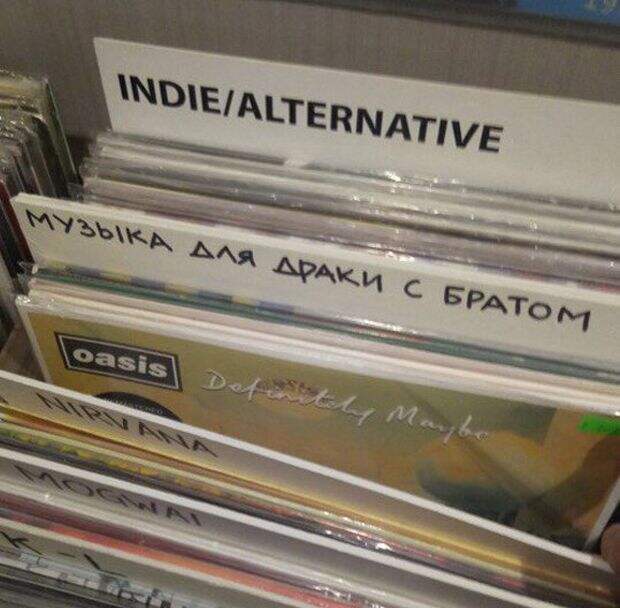 INDIE/ALTERNATIVE
МУЗЫКА ДЛЯ ДРАКИ С БРАТОМ
oasis
Definitely Maybe
NIRVANA
MOGWAI